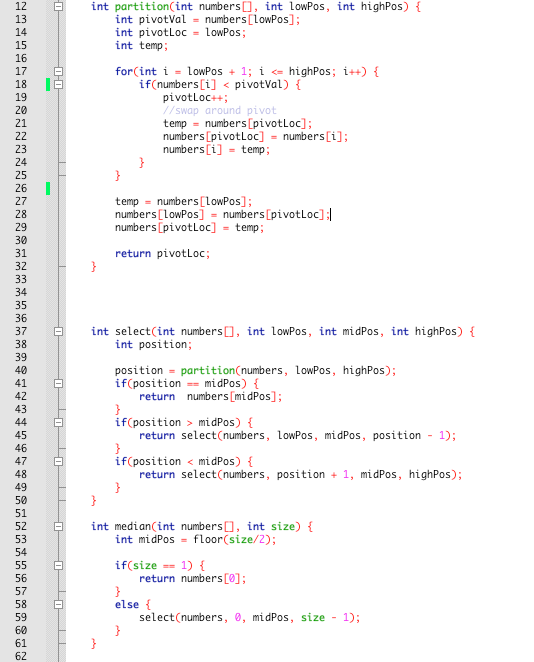 12 int partition(int numbers[], int lowPos, int highPos) {
13 int pivotVal = numbers[lowPos];
14 int pivotLoc = lowPos;
15 int temp;
16
17 for(int i = lowPos + 1; i <= highPos; i++) {
18 if(numbers[i] < pivotVal) {
19 pivotLoc++;
20 //swap around pivot
21 temp = numbers[pivotLoc];
22 numbers[pivotLoc] = numbers[i];
23 numbers[i] = temp;
24 }
25 }
26
27 temp = numbers[lowPos];
28 numbers[lowPos] = numbers[pivotLoc];
29 numbers[pivotLoc] = temp;
30
31 return pivotLoc;
32 }
33
34
35
36
37 int select(int numbers[], int lowPos, int midPos, int highPos) {
38 int position;
39
40 position = partition(numbers, lowPos, highPos);
41 if(position == midPos) {
42 return  numbers[midPos];
43 }
44 if(position > midPos) {
45 return select(numbers, lowPos, midPos, position - 1);
46 }
47 if(position < midPos) {
48 return select(numbers, position + 1, midPos, highPos);
49 }
50 }
51
52 int median(int numbers[], int size) {
53 int midPos = floor(size/2);
54
55 if(size == 1) {
56 return numbers[0];
57 }
58 else {
59 select(numbers, 0, midPos, size - 1);
60 }
61 }
62